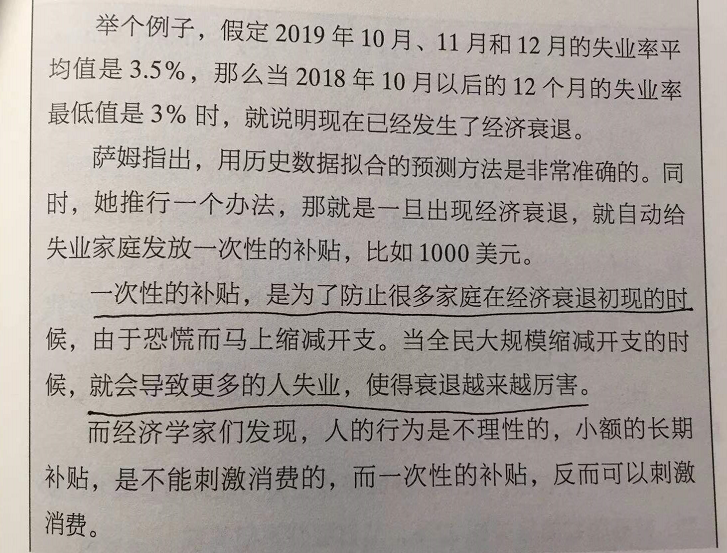 举个例子，假定 2019 年 10 月、11 月和 12 月的失业率平
均值是 3.5%，那么当 2018 年 10 月以后的 12 个月的失业率
最低值是 3% 时，就说明现在已经发生了经济衰退。
萨姆指出，用历史数据拟合的预测方法是非常准确的。同
时，她推行一个办法，那就是一旦出现经济衰退，就自动给
失业家庭发放一次性的补贴，比如 1000 美元。
一次性的补贴，是为了防止很多家庭在经济衰退初现的时
候，由于恐慌而马上缩减开支。当全民大规模缩减开支的时
候，就会导致更多的人失业，使得衰退越来越厉害。
而经济学家们发现，人的行为是不理性的，小额的长期
补贴，是不能刺激消费的，而一次性的补贴，反而可以刺激
消费。